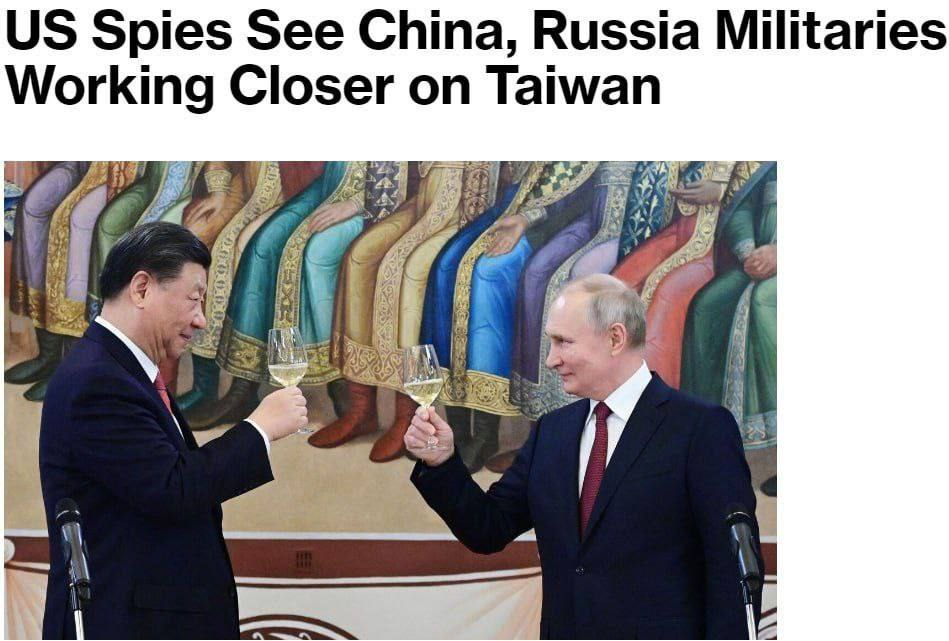 US Spies See China, Russia Militaries
Working Closer on Taiwan